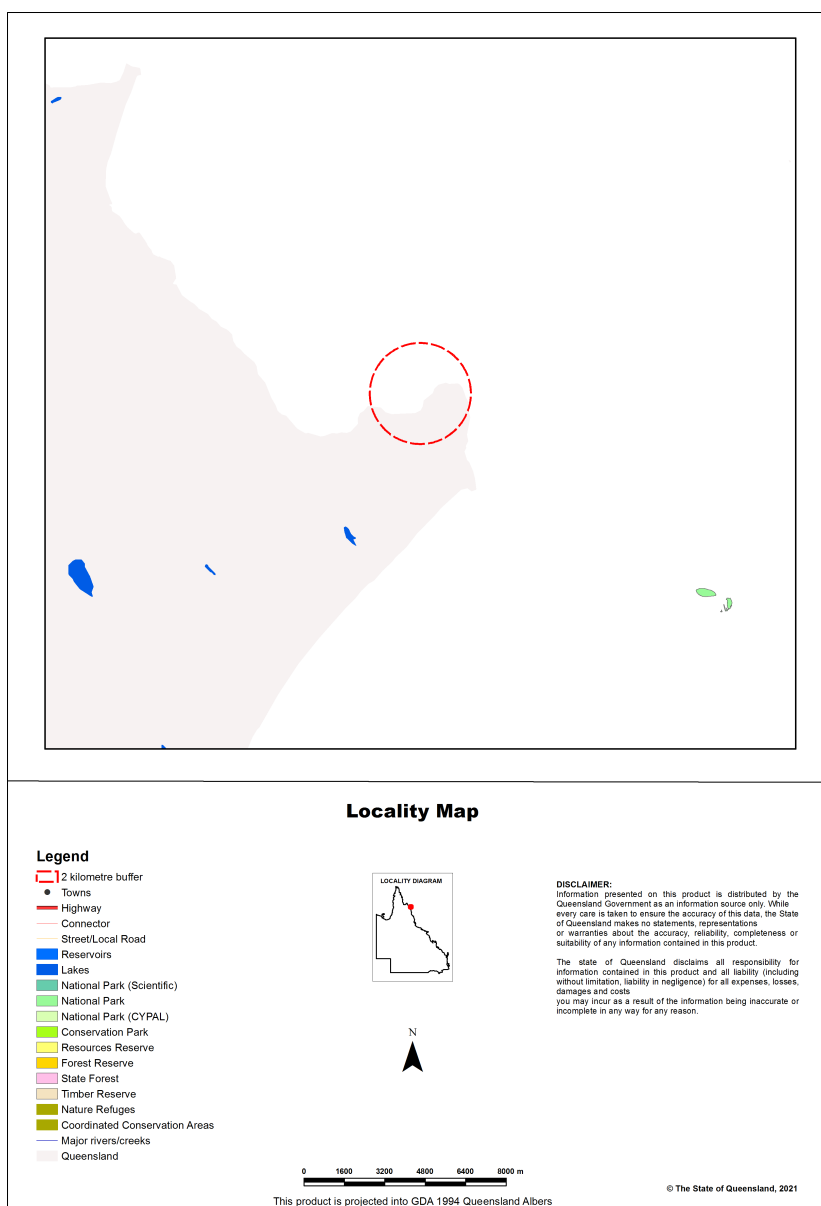 Locality Map
Legend
2 kilometre buffer
Towns
Highway
Connector
Street/Local Road
Reservoirs
Lakes
National Park (Scientific)
National Park
National Park (CYPAL)
Conservation Park
Resources Reserve
Forest Reserve
State Forest
Timber Reserve
Nature Refuges
Coordinated Conservation Areas
Major rivers/creeks
Queensland
LOCALITY DIAGRAM
N
0 1600 3200 4800 6400 8000 m
This product is projected into GDA 1994 Queensland Albers
DISCLAIMER:
Information presented on this product is distributed by the
Queensland Government as an information source only. While
every care is taken to ensure the accuracy of this data, the State
of Queensland makes no statements, representations
or warranties about the accuracy, reliability, completeness or
suitability of any information contained in this product.
The state of Queensland disclaims all responsibility for
information contained in this product and all liability (including
without limitation, liability in negligence) for all expenses, losses,
damages and costs
you may incur as a result of the information being inaccurate or
incomplete in any way for any reason.
© The State of Queensland, 2021